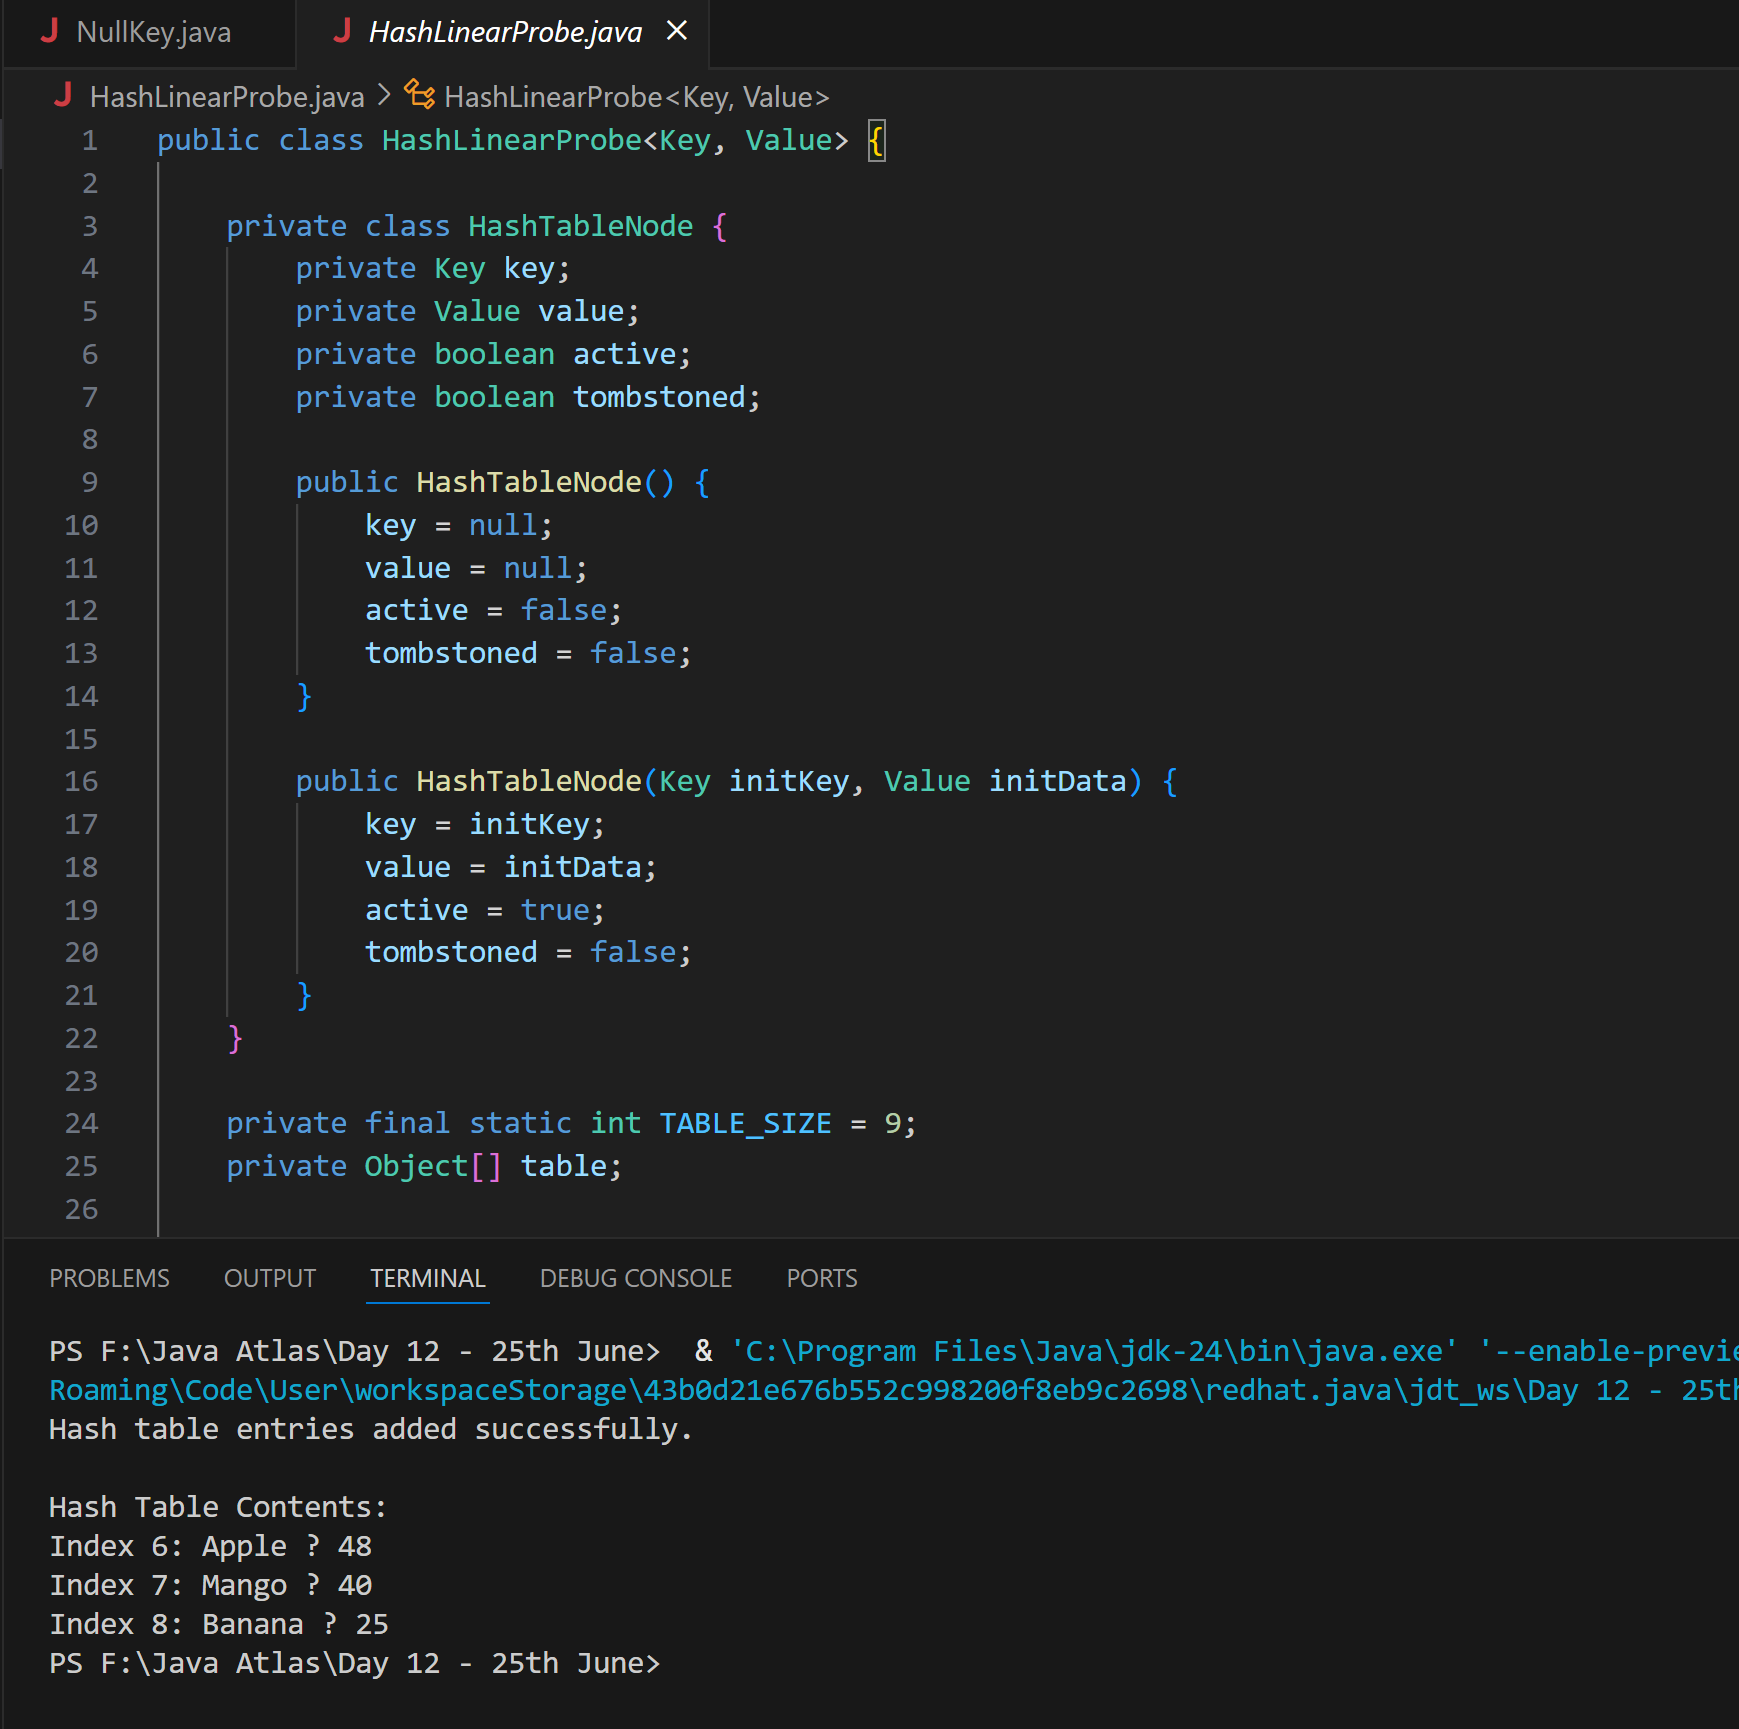 NullKey.java HashLinearProbe.java
HashLinearProbe.java > HashLinearProbe<Key, Value>
1 public class HashLinearProbe<Key, Value> {
2
3 private class HashTableNode {
4 private Key key;
5 private Value value;
6 private boolean active;
7 private boolean tombstoned;
8
9 public HashTableNode() {
10 key = null;
11 value = null;
12 active = false;
13 tombstoned = false;
14 }
15
16 public HashTableNode(Key initKey, Value initData) {
17 key = initKey;
18 value = initData;
19 active = true;
20 tombstoned = false;
21 }
22 }
23
24 private final static int TABLE_SIZE = 9;
25 private Object[] table;
26
PROBLEMS OUTPUT TERMINAL DEBUG CONSOLE PORTS
PS F:\Java Atlas\Day 12 - 25th June>  & 'C:\Program Files\Java\jdk-24\bin\java.exe' '--enable-previe
Roaming\Code\User\workspaceStorage\43b0d21e676b552c998200f8eb9c2698\redhat.java\jdt_ws\Day 12 - 25th
Hash table entries added successfully.
Hash Table Contents:
Index 6: Apple ? 48
Index 7: Mango ? 40
Index 8: Banana ? 25
PS F:\Java Atlas\Day 12 - 25th June>